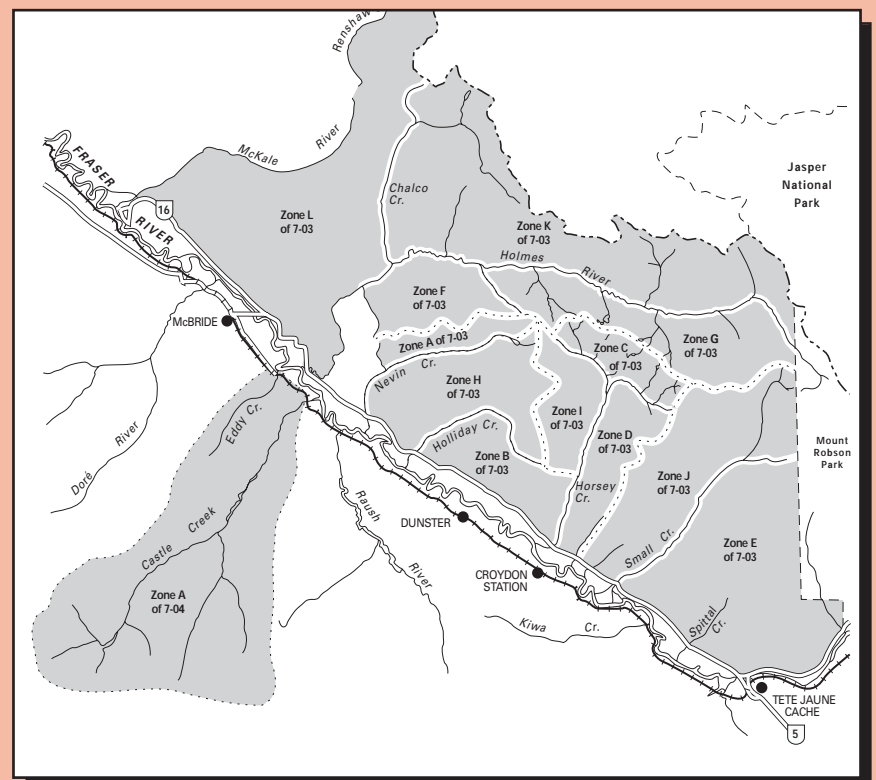 Renshaw
McKale River
FRASER
RIVER
16
Chalco
Cr.
Zone L
of 7-03
Zone K
of 7-03
Jasper
National
Park
Holmes River
Zone F
of 7-03
Zone A of 7-03
Nevin Cr.
Zone C
of 7-03
Zone G
of 7-03
McBRIDE
Zone H
of 7-03
Zone I
of 7-03
Eddy Cr.
Holliday Cr.
Zone D
of 7-03
Mount
Robson
Park
Doré River
Zone B
of 7-03
Horsey
Cr.
Zone J
of 7-03
Raush River
DUNSTER
Castle Creek
Small Cr.
Zone E
of 7-03
CROYDON
STATION
Zone A
of 7-04
Kiwa Cr.
Spittal
Cr.
TETE JAUNE
CACHE
5